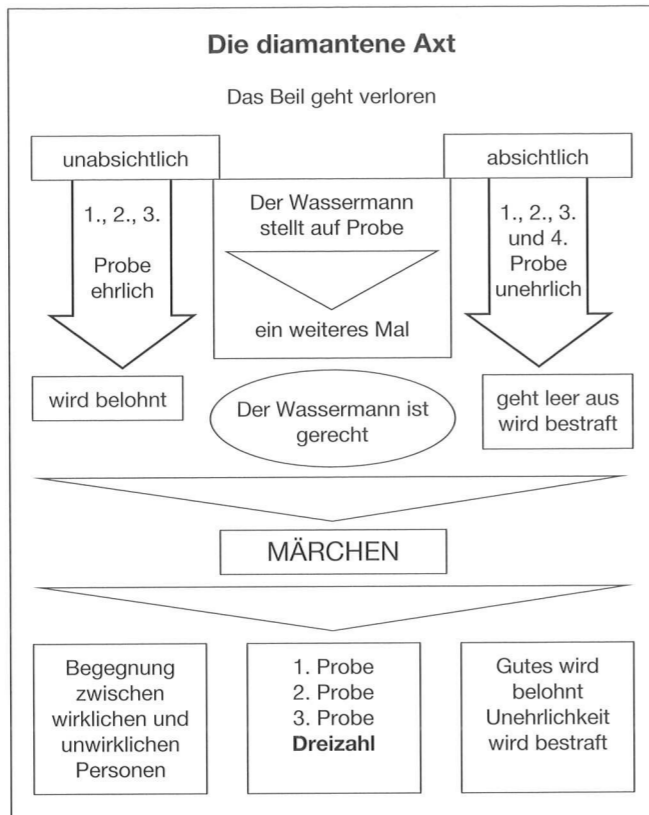 Die diamantene Axt
Das Beil geht verloren
unabsichtlich
1., 2., 3.
Probe
ehrlich
wird belohnt
Der Wassermann
stellt auf Probe
ein weiteres Mal
Der Wassermann ist
gerecht
absichtlich
1., 2., 3.
und 4.
Probe
unehrlich
geht leer aus
wird bestraft
MÄRCHEN
Begegnung
zwischen
wirklichen und
unwirklichen
Personen
1. Probe
2. Probe
3. Probe
Dreizahl
Gutes wird
belohnt
Unehrlichkeit
wird bestraft